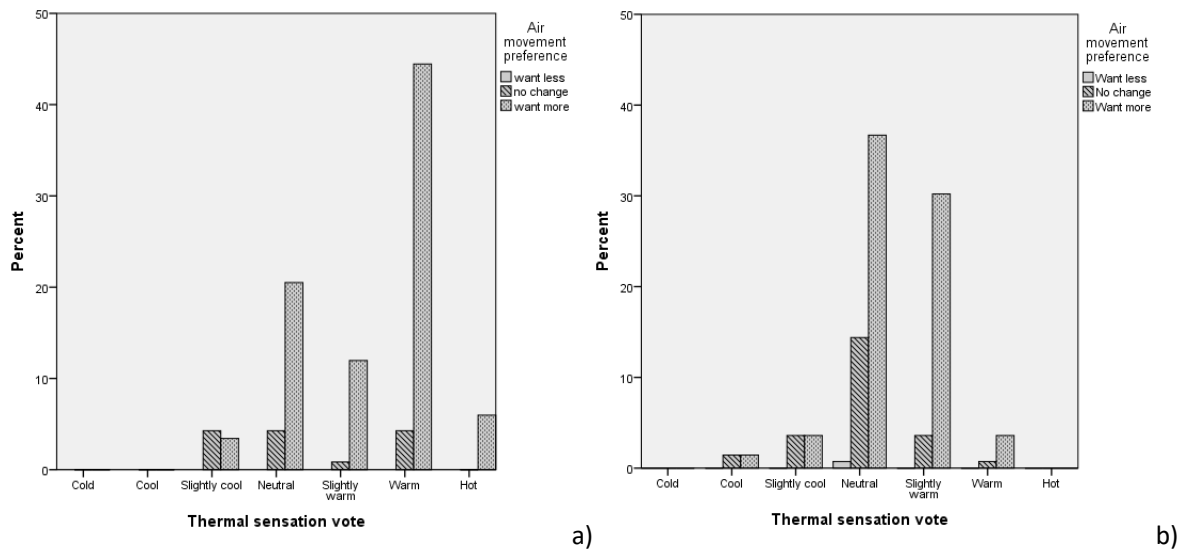 50
40
30
20
10
0
Percent
Cold
Cool
Slightly cool
Neutral
Slightly
warm
Warm
Hot
Thermal sensation vote
Air
movement
preference
want less
no change
want more
a)
50
40
30
20
10
0
Percent
Cold
Cool
Slightly cool
Neutral
Slightly
warm
Warm
Hot
Thermal sensation vote
Air
movement
preference
Want less
No change
Want more
b)